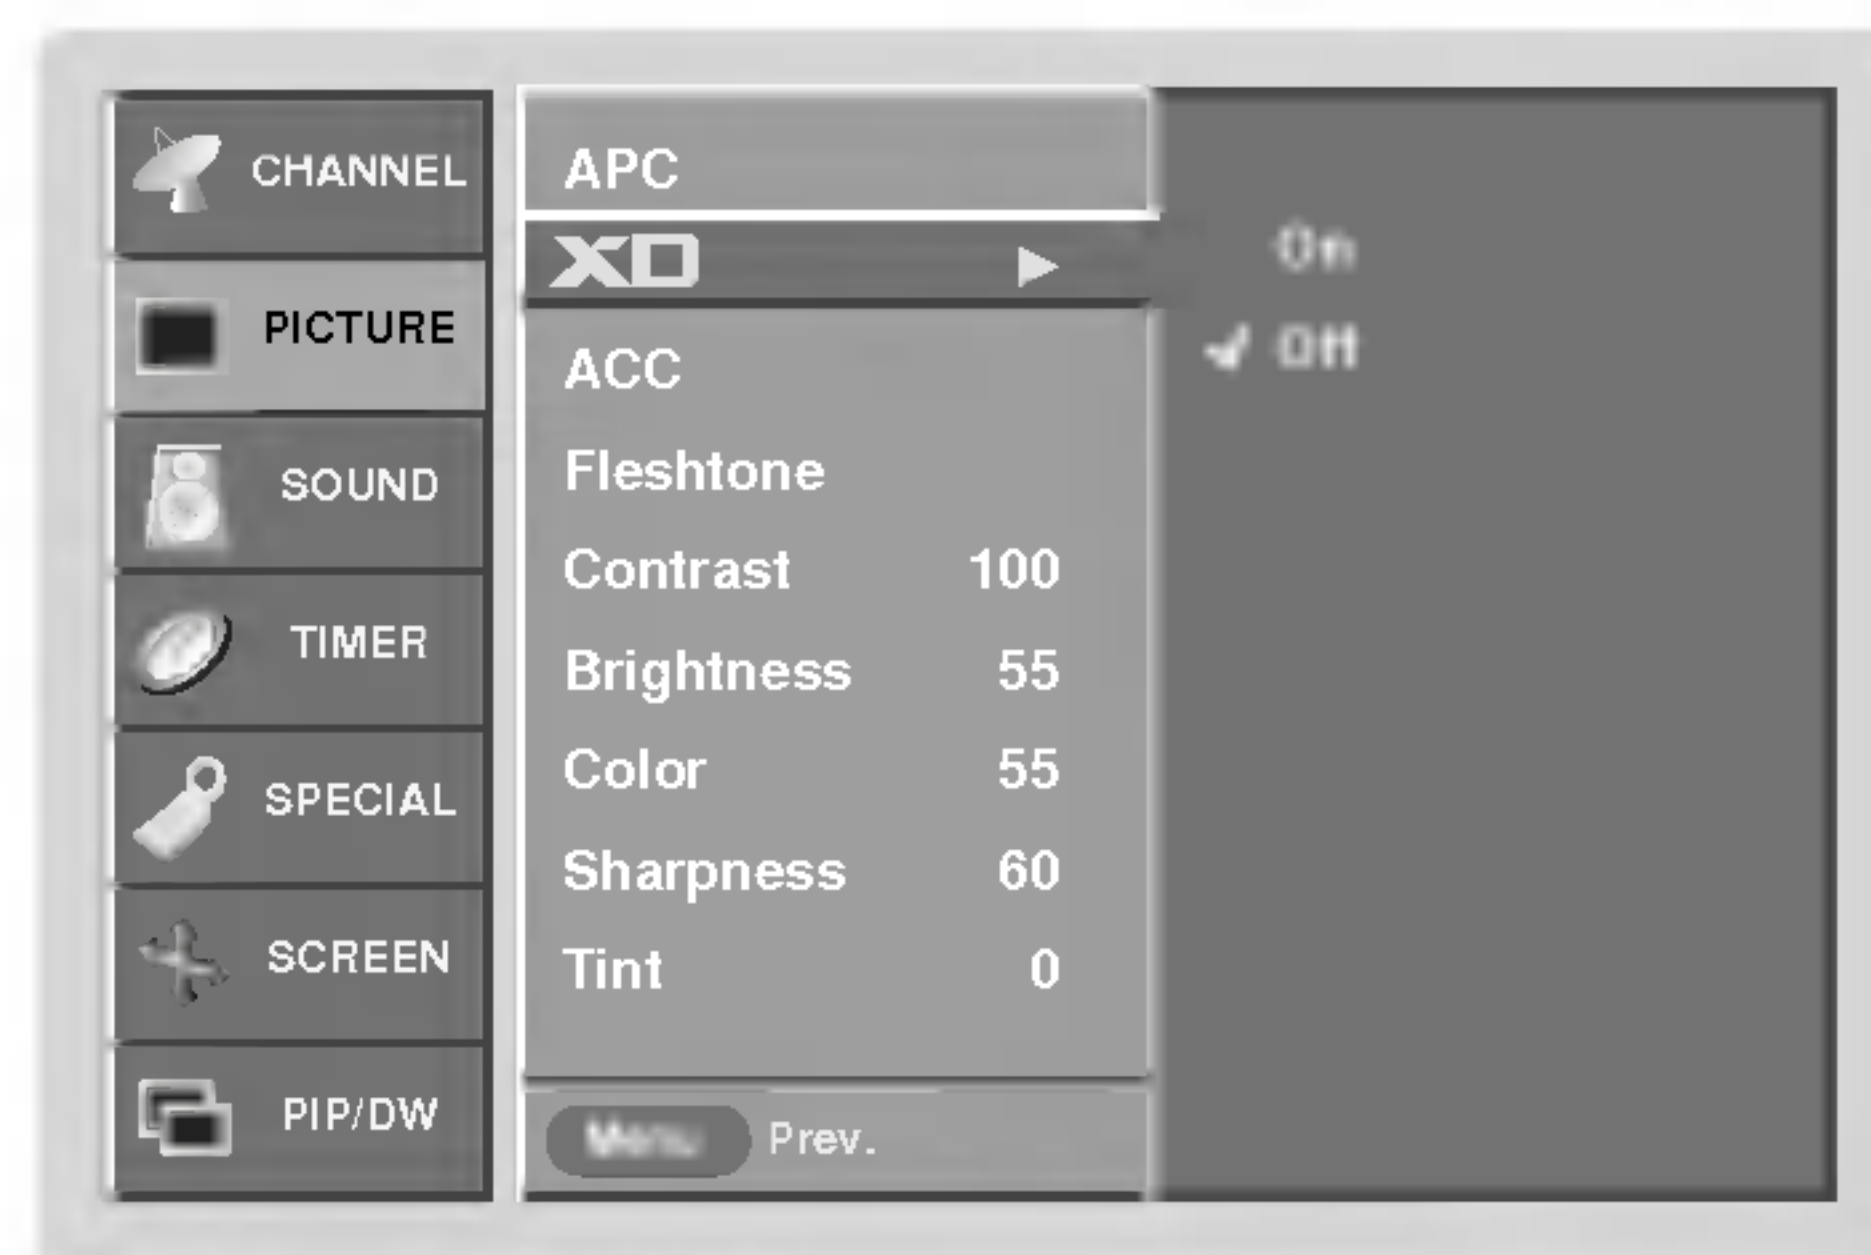 CHANNEL
PICTURE
SOUND
TIMER
SPECIAL
SCREEN
PIP/DW
APC
XD
ACC
Fleshtone
Contrast 100
Brightness 55
Color 55
Sharpness 60
Tint 0
Menu Prev.
On
Off